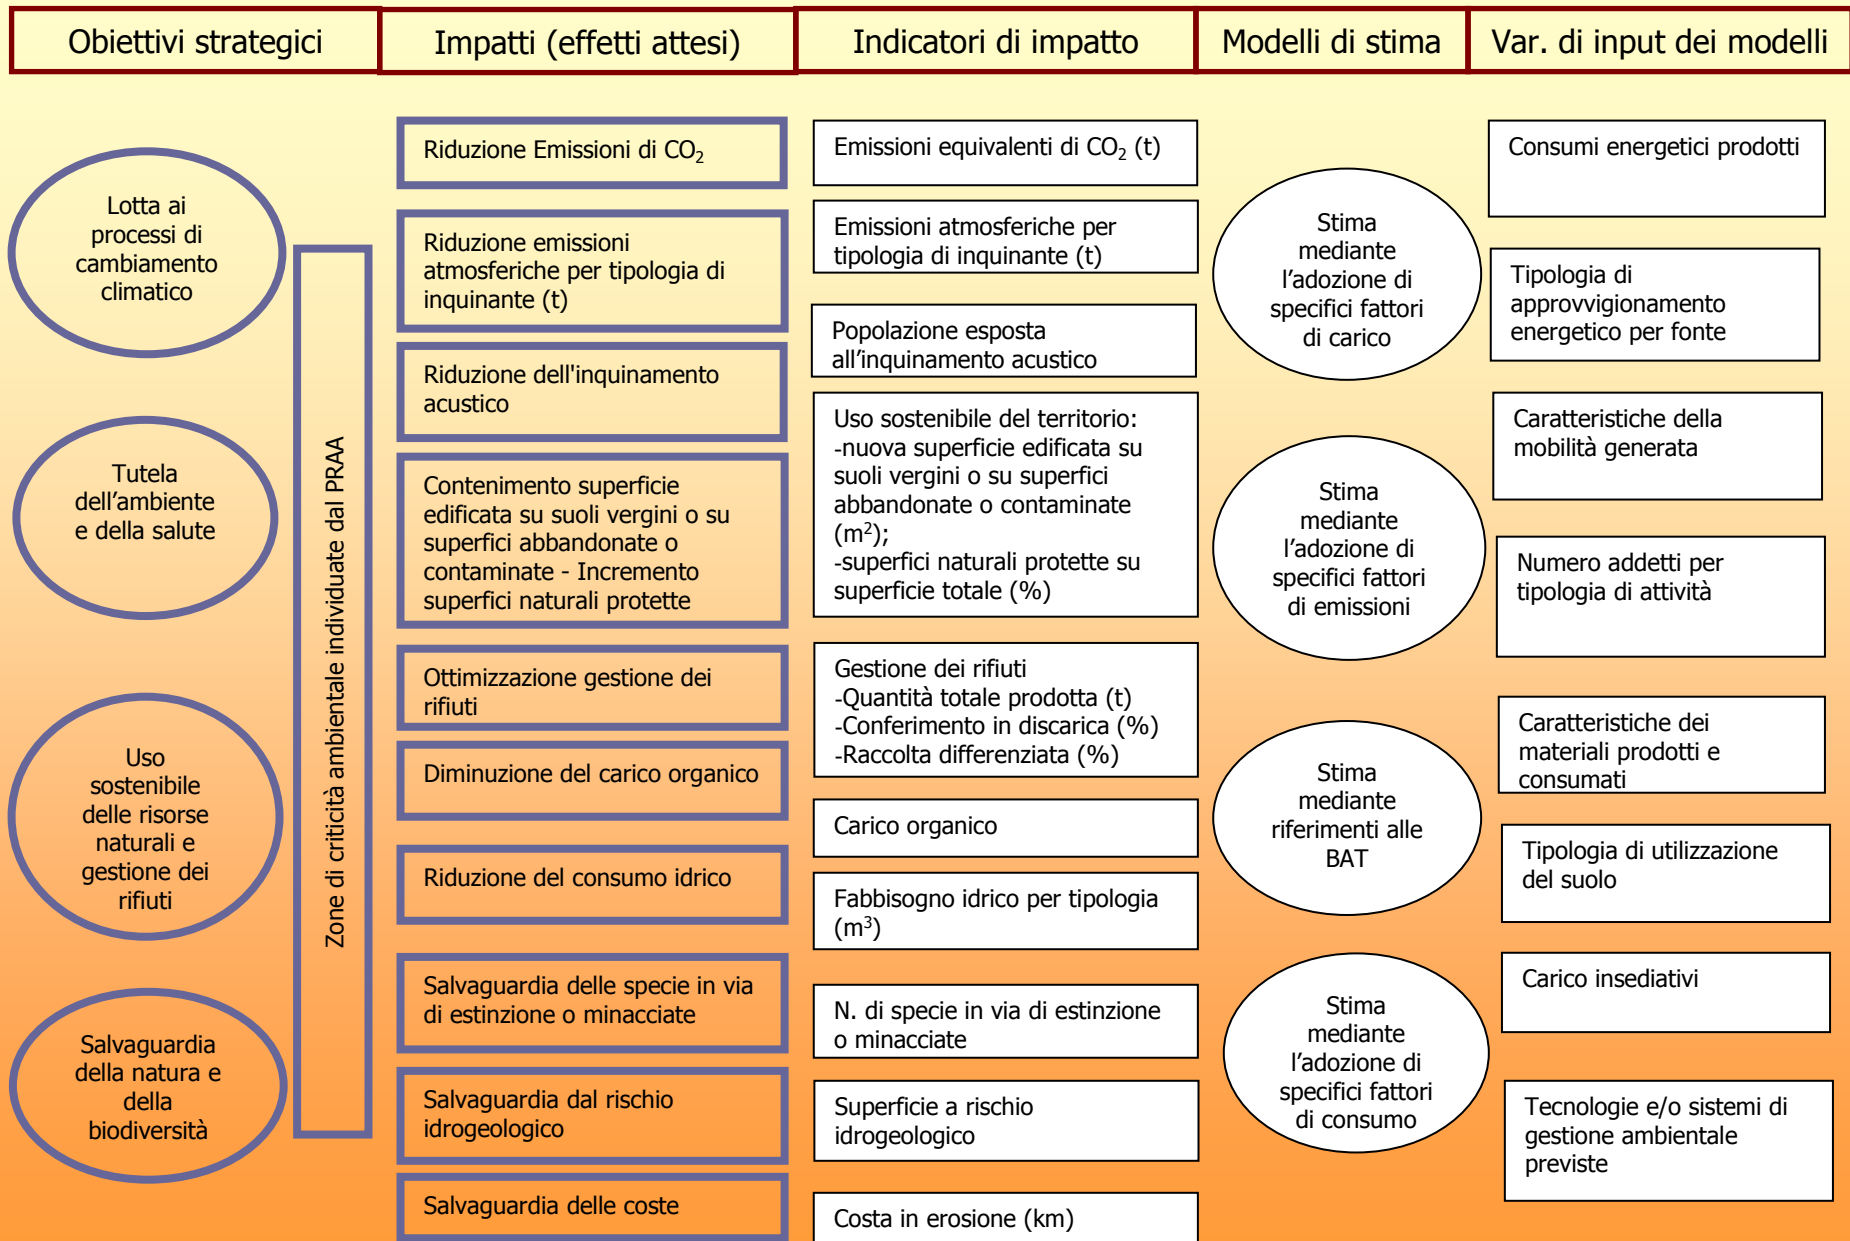 Obiettivi strategici
Impatti (effetti attesi)
Indicatori di impatto
Modelli di stima
Var. di input dei modelli
Lotta ai
processi di
cambiamento
climatico
Tutela
dell’ambiente
e della salute
Uso
sostenibile
delle risorse
naturali e
gestione dei
rifiuti
Salvaguardia
della natura e
della
biodiversità
Zone di criticità ambientale individuate dal PRAA
Riduzione Emissioni di CO₂
Riduzione emissioni
atmosferiche per tipologia di
inquinante (t)
Riduzione dell'inquinamento
acustico
Contenimento superficie
edificata su suoli vergini o su
superfici abbandonate o
contaminate - Incremento
superfici naturali protette
Ottimizzazione gestione dei
rifiuti
Diminuzione del carico organico
Riduzione del consumo idrico
Salvaguardia delle specie in via
di estinzione o minacciate
Salvaguardia dal rischio
idrogeologico
Salvaguardia delle coste
Emissioni equivalenti di CO₂ (t)
Emissioni atmosferiche per
tipologia di inquinante (t)
Popolazione esposta
all’inquinamento acustico
Uso sostenibile del territorio:
-nuova superficie edificata su
suoli vergini o su superfici
abbandonate o contaminate
(m²);
-superfici naturali protette su
superficie totale (%)
Gestione dei rifiuti
-Quantità totale prodotta (t)
-Conferimento in discarica (%)
-Raccolta differenziata (%)
Carico organico
Fabbisogno idrico per tipologia
(m³)
N. di specie in via di estinzione
o minacciate
Superficie a rischio
idrogeologico
Costa in erosione (km)
Stima
mediante
l’adozione di
specifici fattori
di carico
Stima
mediante
l’adozione di
specifici fattori
di emissioni
Stima
mediante
riferimenti alle
BAT
Stima
mediante
l’adozione di
specifici fattori
di consumo
Consumi energetici prodotti
Tipologia di
approvvigionamento
energetico per fonte
Caratteristiche della
mobilità generata
Numero addetti per
tipologia di attività
Caratteristiche dei
materiali prodotti e
consumati
Tipologia di utilizzazione
del suolo
Carico insediativi
Tecnologie e/o sistemi di
gestione ambientale
previste